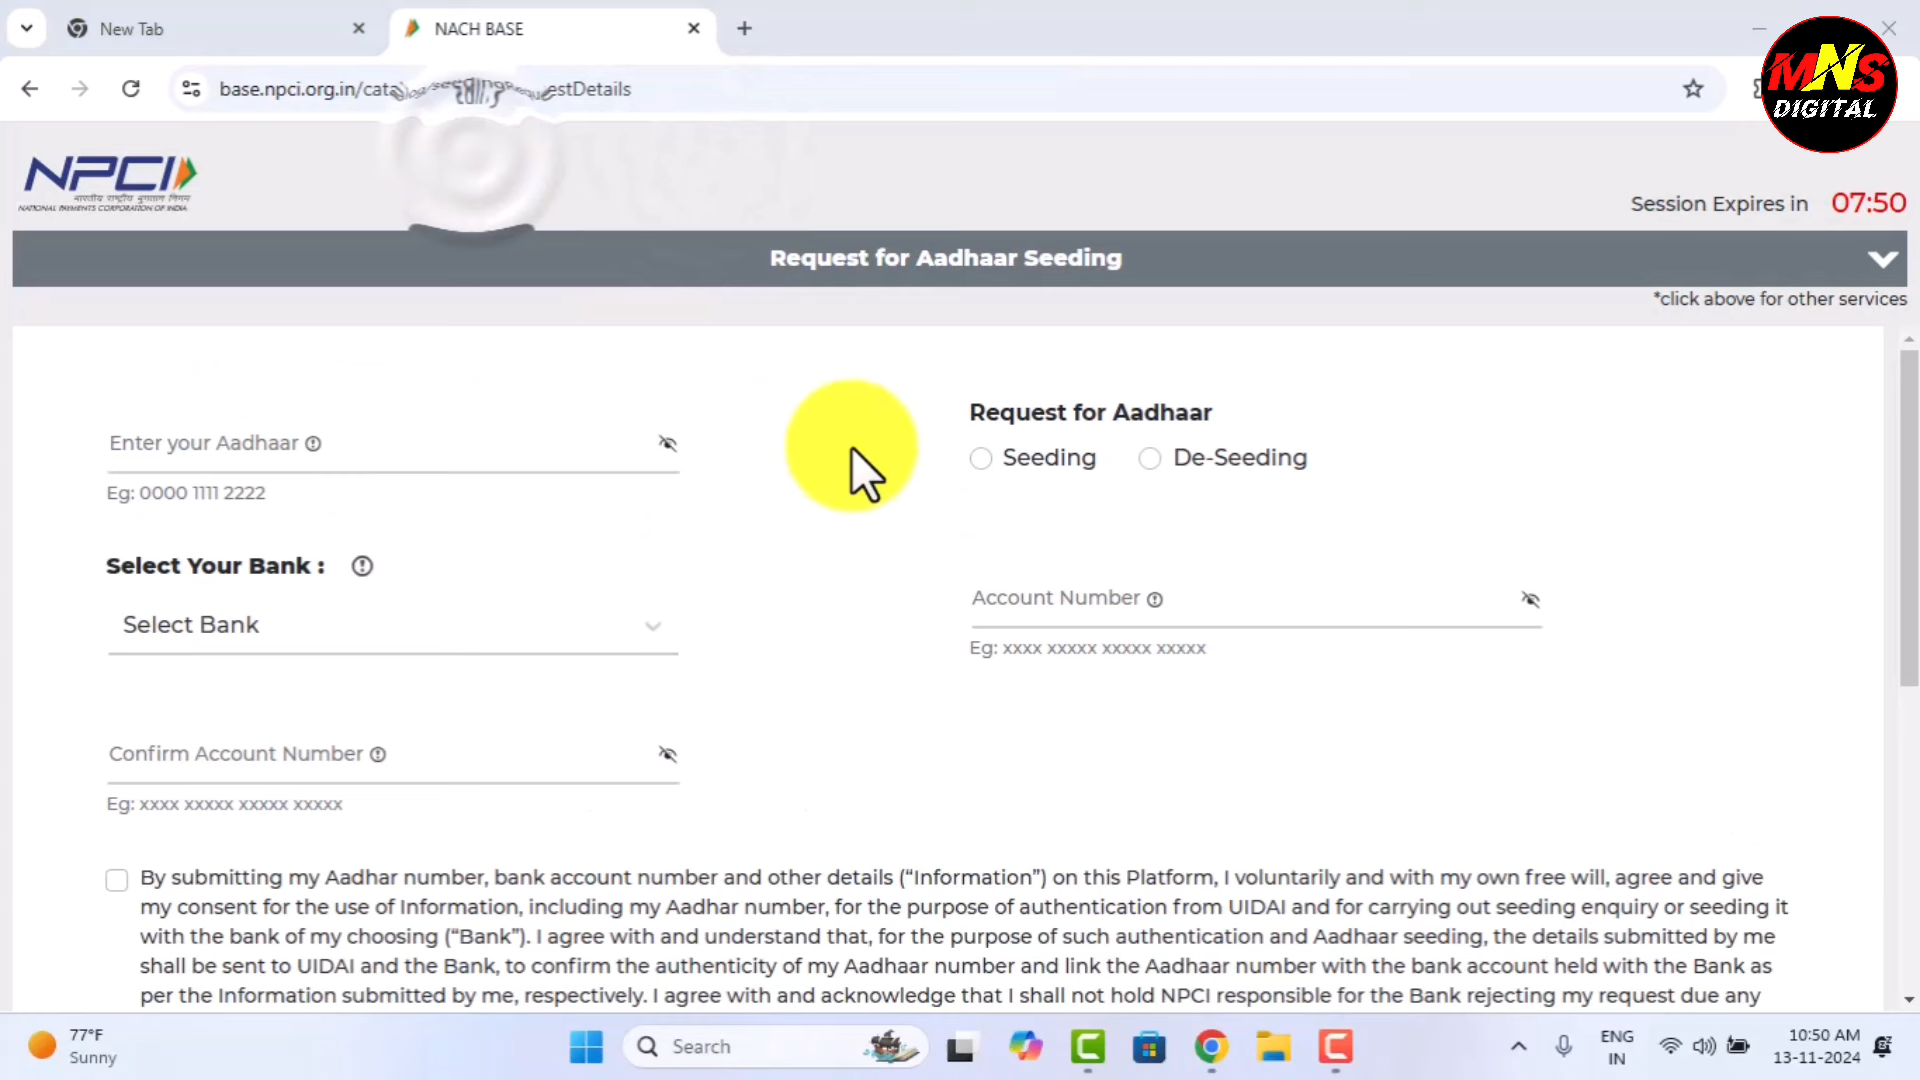 New Tab
NACH BASE
MNS
DIGITAL
NPCI
भारतीय राष्ट्रीय भुगतान निगम
NATIONAL PAYMENTS CORPORATION OF INDIA
Session Expires in 07:50
Request for Aadhaar Seeding
*click above for other services
Enter your Aadhaar
Eg: 0000 1111 2222
Request for Aadhaar
Seeding
De-Seeding
Select Your Bank :
Select Bank
Account Number
Eg: xxxx xxxxx xxxxx xxxxx
Confirm Account Number
Eg: xxxx xxxxx xxxxx xxxxx
By submitting my Aadhar number, bank account number and other details (“Information”) on this Platform, I voluntarily and with my own free will, agree and give
my consent for the use of Information, including my Aadhar number, for the purpose of authentication from UIDAI and for carrying out seeding enquiry or seeding it
with the bank of my choosing (“Bank”). I agree with and understand that, for the purpose of such authentication and Aadhaar seeding, the details submitted by me
shall be sent to UIDAI and the Bank, to confirm the authenticity of my Aadhaar number and link the Aadhaar number with the bank account held with the Bank as
per the Information submitted by me, respectively. I agree with and acknowledge that I shall not hold NPCI responsible for the Bank rejecting my request due any
77°F
Sunny
Search
ENG
IN
10:50 AM
13-11-2024